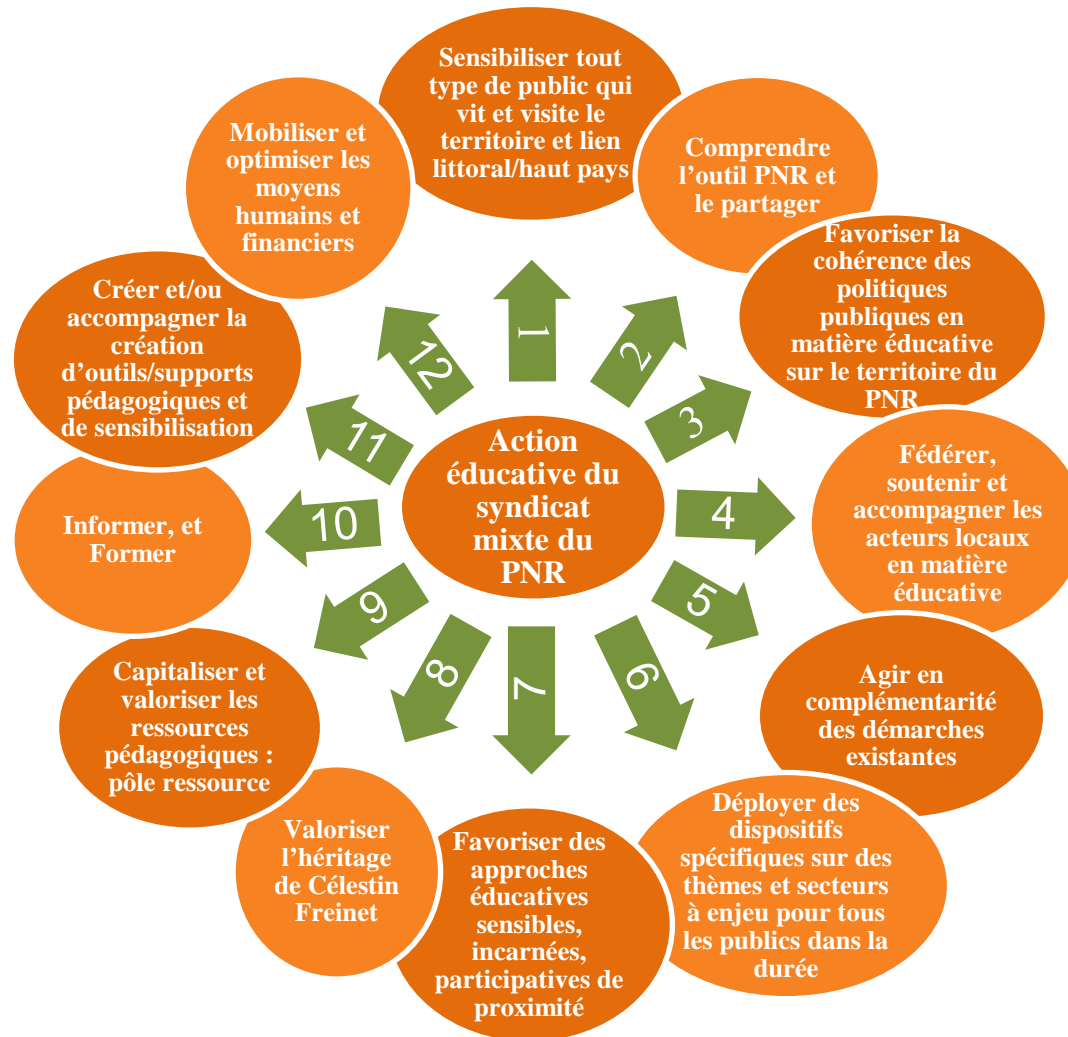 Sensibiliser tout
type de public qui
vit et visite le
territoire et lien
littoral/haut pays
Comprendre
l’outil PNR et
le partager
Favoriser la
cohérence des
politiques
publiques en
matière éducative
sur le territoire du
PNR
Fédérer,
soutenir et
accompagner les
acteurs locaux
en matière
éducative
Agir en
complémentarité
des démarches
existantes
Déployer des
dispositifs
spécifiques sur des
thèmes et secteurs
à enjeu pour tous
les publics dans la
durée
Favoriser des
approches
éducatives
sensibles,
incarnées,
participatives de
proximité
Valoriser
l’héritage
de Célestin
Freinet
Capitaliser et
valoriser les
ressources
pédagogiques :
pôle ressource
Informer, et
Former
Créer et/ou
accompagner la
création
d’outils/supports
pédagogiques et
de sensibilisation
Mobiliser et
optimiser les
moyens
humains et
financiers
1
2
3
4
5
6
7
8
9
10
11
12
Action
éducative du
syndicat
mixte du
PNR